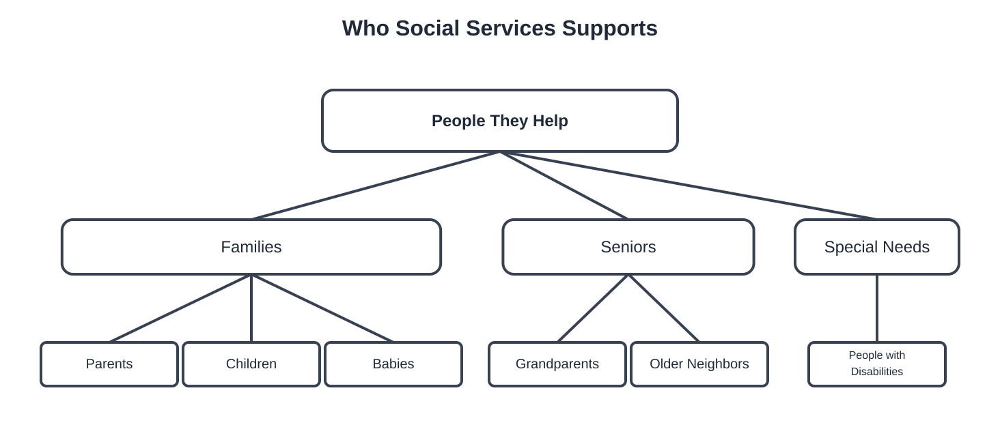 Who Social Services Supports
People They Help
Families
Seniors
Special Needs
Parents
Children
Babies
Grandparents
Older Neighbors
People with
Disabilities